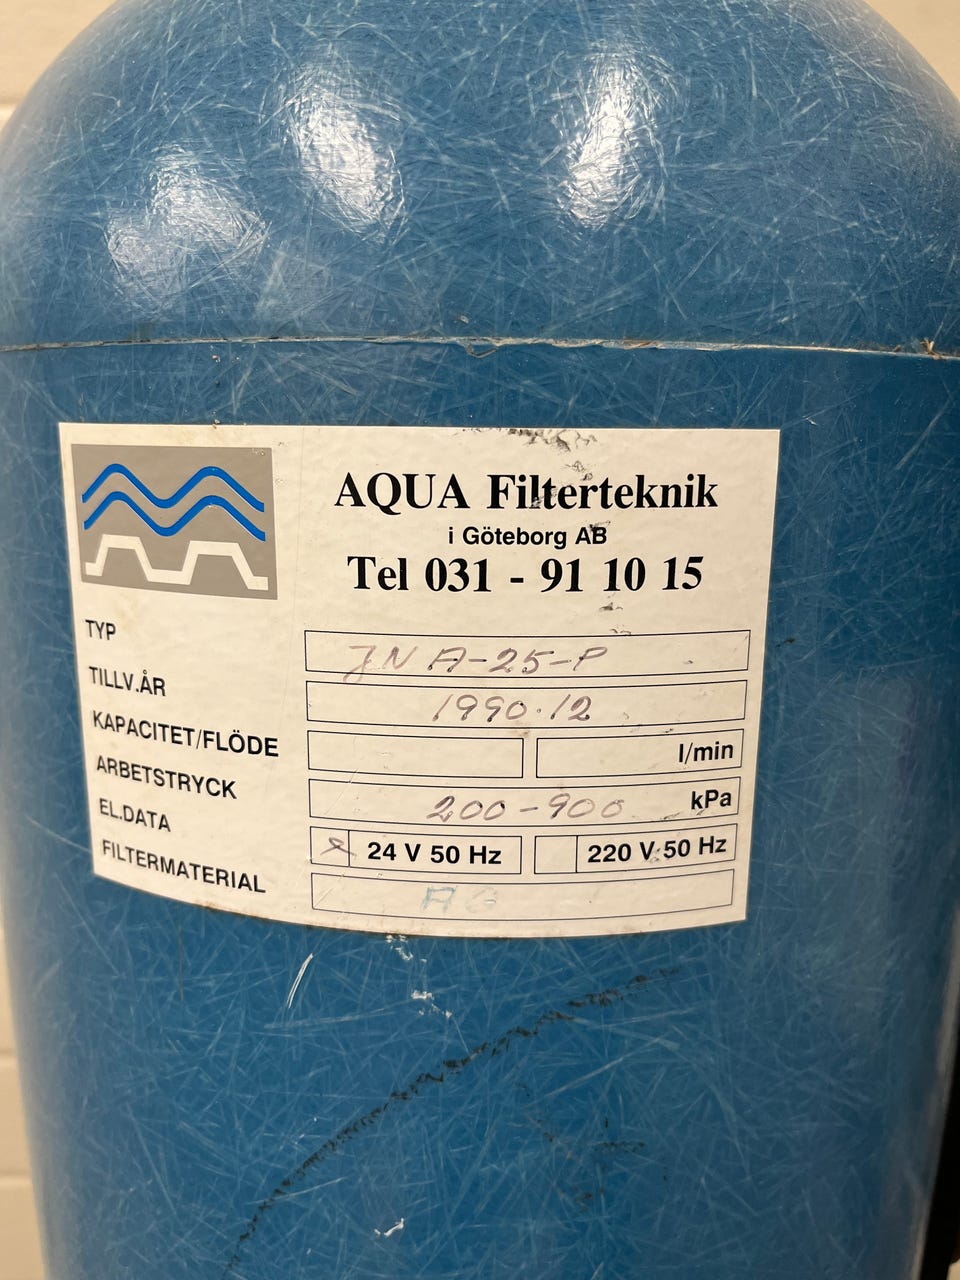 AQUA Filterteknik
i Göteborg AB
Tel 031 - 91 10 15
TYP JNA-25-P
TILLV.ÅR 1990.12
KAPACITET/FLÖDE l/min
ARBETSTRYCK 200-900 kPa
EL.DATA 24 V 50 Hz 220 V 50 Hz
FILTERMATERIAL AG